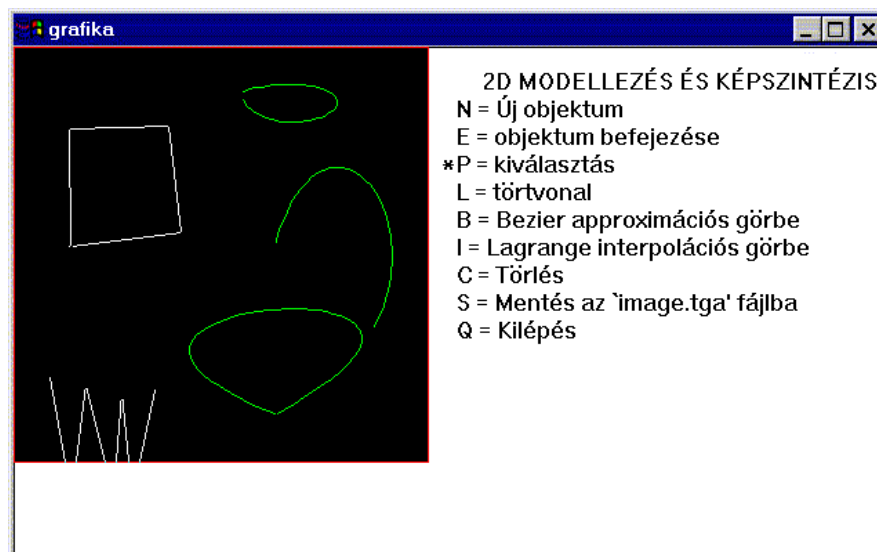 grafika
2D MODELLEZÉS ÉS KÉPSZINTÉZIS
N = Új objektum
E = objektum befejezése
*P = kiválasztás
L = törtvonal
B = Bezier approximációs görbe
I = Lagrange interpolációs görbe
C = Törlés
S = Mentés az `image.tga' fájlba
Q = Kilépés